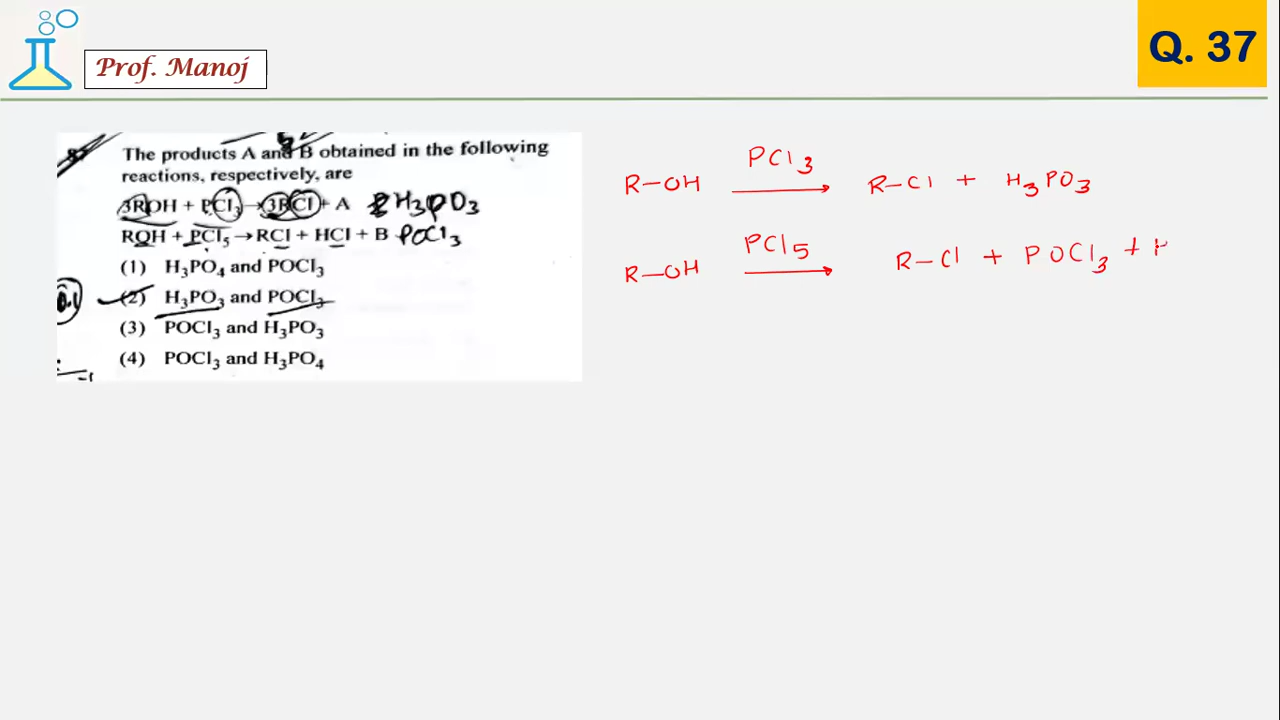 Prof. Manoj
Q. 37
The products A and B obtained in the following
reactions, respectively, are
3ROH + PCl₃ → 3RCl + A H₃PO₃
ROH + PCl₅ → RCl + HCl + B POCl₃
(1) H₃PO₄ and POCl₃
(2) H₃PO₃ and POCl₃
(3) POCl₃ and H₃PO₃
(4) POCl₃ and H₃PO₄
R-OH PCl₃ → R-Cl + H₃PO₃
R-OH PCl₅ → R-Cl + POCl₃ +